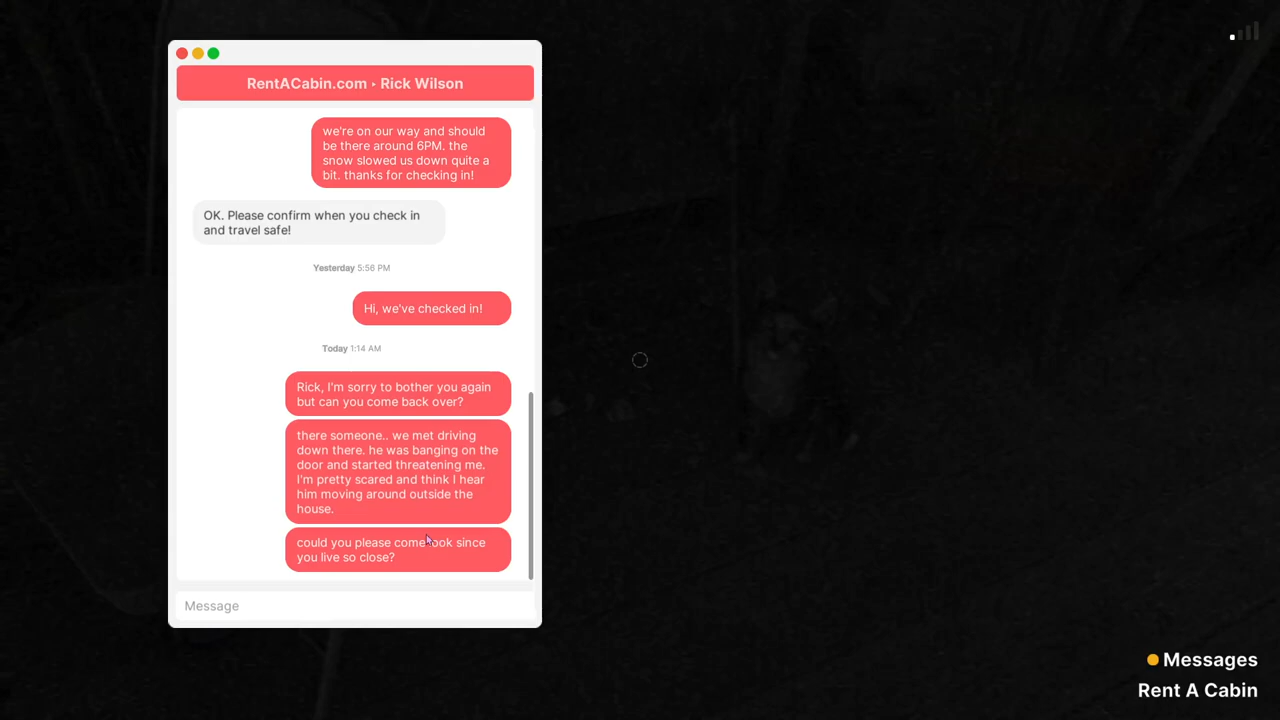 RentACabin.com ▸ Rick Wilson
we're on our way and should
be there around 6PM. the
snow slowed us down quite a
bit. thanks for checking in!
OK. Please confirm when you check in
and travel safe!
Yesterday 5:56 PM
Hi, we've checked in!
Today 1:14 AM
Rick, I'm sorry to bother you again
but can you come back over?
there someone.. we met driving
down there. he was banging on the
door and started threatening me.
I'm pretty scared and think I hear
him moving around outside the
house.
could you please come look since
you live so close?
Message
Messages
Rent A Cabin